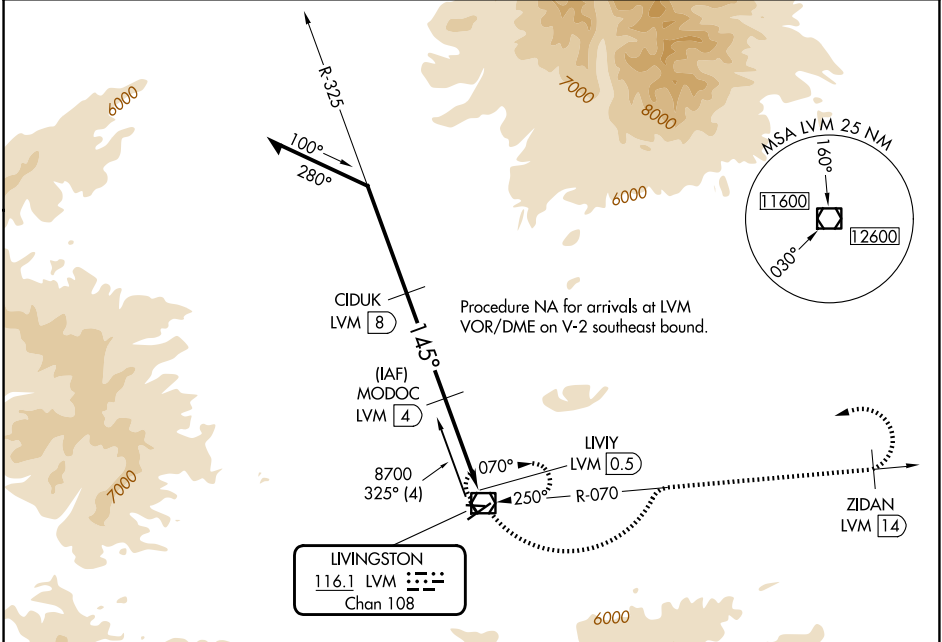 6000
R-325
100°
280°
7000
8000
6000
MSA LVM 25 NM
160°
11600
12600
030°
CIDUK
LVM 8
145°
Procedure NA for arrivals at LVM
VOR/DME on V-2 southeast bound.
(IAF)
MODOC
LVM 4
8700
325° (4)
070°
LIVIY
LVM 0.5
250°
R-070
ZIDAN
LVM 14
7000
LIVINGSTON
116.1 LVM
Chan 108
6000